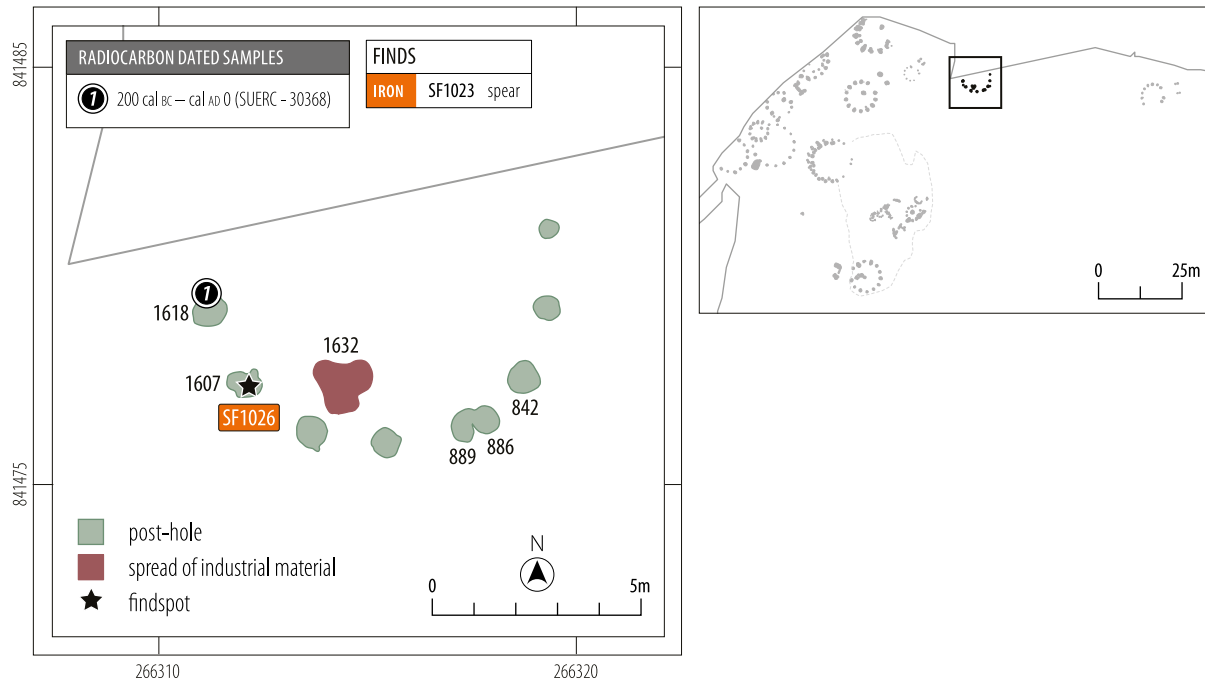 RADIOCARBON DATED SAMPLES
1 200 cal BC – cal AD 0 (SUERC - 30368)
FINDS
IRON SF1023 spear
841485
841475
1618
1
1632
1607
SF1026
842
886
889
post-hole
spread of industrial material
findspot
N
0 5m
266310 266320
0 25m